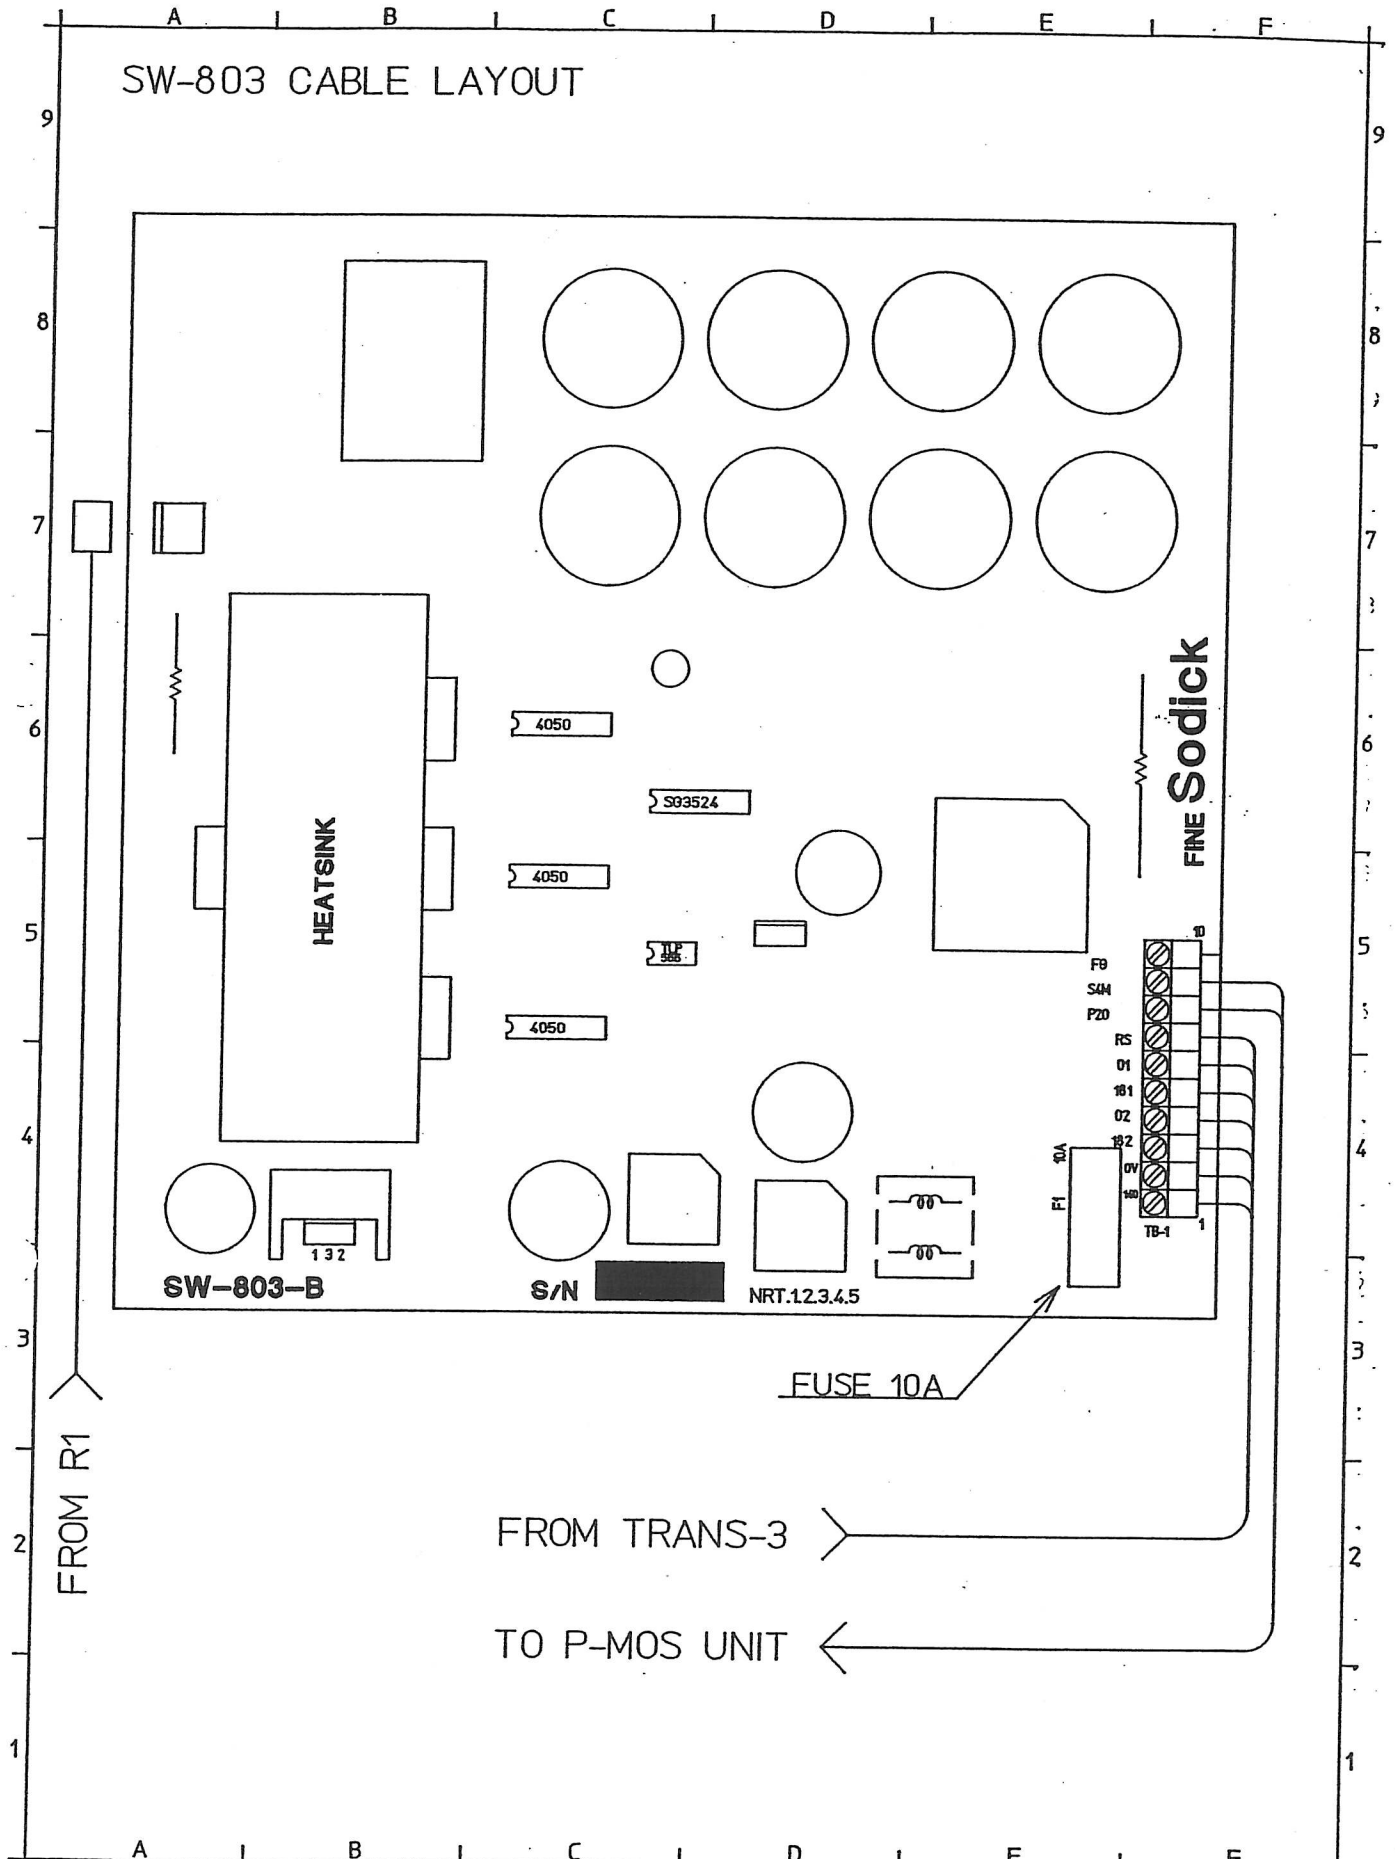 A B C D E F
SW-803 CABLE LAYOUT
9 9
8 8
7 7
FINE Sodick
6 4050 6
SG3524
HEATSINK
4050
5 TLP 5
10
F0
S4M
P20
4050
RS
01
181
02
4 182 4
10A
0V
F1
TB-1 1
1 3 2
SW-803-B S/N NRT.1.2.3.4.5
3 3
FUSE 10A
FROM R1
2 FROM TRANS-3 2
TO P-MOS UNIT
1 1
A B C D E F